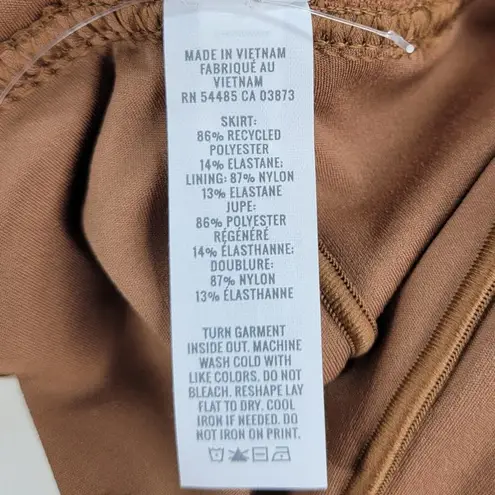 MADE IN VIETNAM
FABRIQUÉ AU
VIETNAM
RN 54485 CA 03873
SKIRT:
86% RECYCLED
POLYESTER
14% ELASTANE;
LINING: 87% NYLON
13% ELASTANE
JUPE:
86% POLYESTER
RÉGÉNÉRÉ
14% ÉLASTHANNE;
DOUBLURE:
87% NYLON
13% ÉLASTHANNE
TURN GARMENT
INSIDE OUT. MACHINE
WASH COLD WITH
LIKE COLORS. DO NOT
BLEACH. RESHAPE LAY
FLAT TO DRY. COOL
IRON IF NEEDED. DO
NOT IRON ON PRINT.